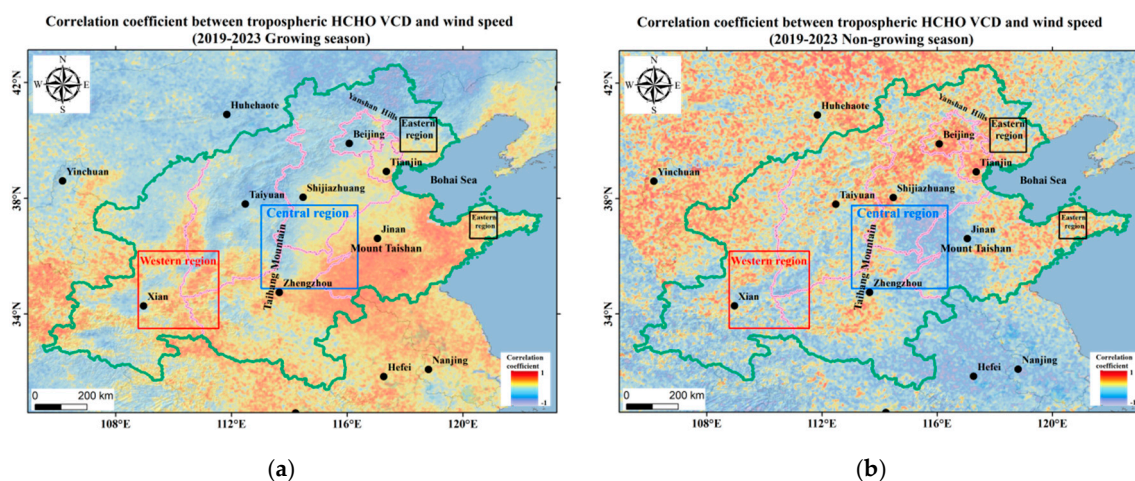 Correlation coefficient between tropospheric HCHO VCD and wind speed
(2019-2023 Growing season)
N
W E
S
42°N
38°N
34°N
Huhehaote
Yanshan Hills
Eastern
region
Beijing
Tianjin
Yinchuan
Bohai Sea
Taiyuan
Shijiazhuang
Central region
Eastern
region
Jinan
Mount Taishan
Taihang Mountain
Western region
Xian
Zhengzhou
Nanjing
Hefei
Correlation
coefficient
1
-1
0 200 km
108°E
112°E
116°E
120°E
(a)
Correlation coefficient between tropospheric HCHO VCD and wind speed
(2019-2023 Non-growing season)
N
W E
S
42°N
38°N
34°N
Huhehaote
Yanshan Hills
Eastern
region
Beijing
Tianjin
Yinchuan
Bohai Sea
Taiyuan
Shijiazhuang
Central region
Eastern
region
Jinan
Mount Taishan
Taihang Mountain
Western region
Xian
Zhengzhou
Nanjing
Hefei
Correlation
coefficient
1
-1
0 200 km
108°E
112°E
116°E
120°E
(b)